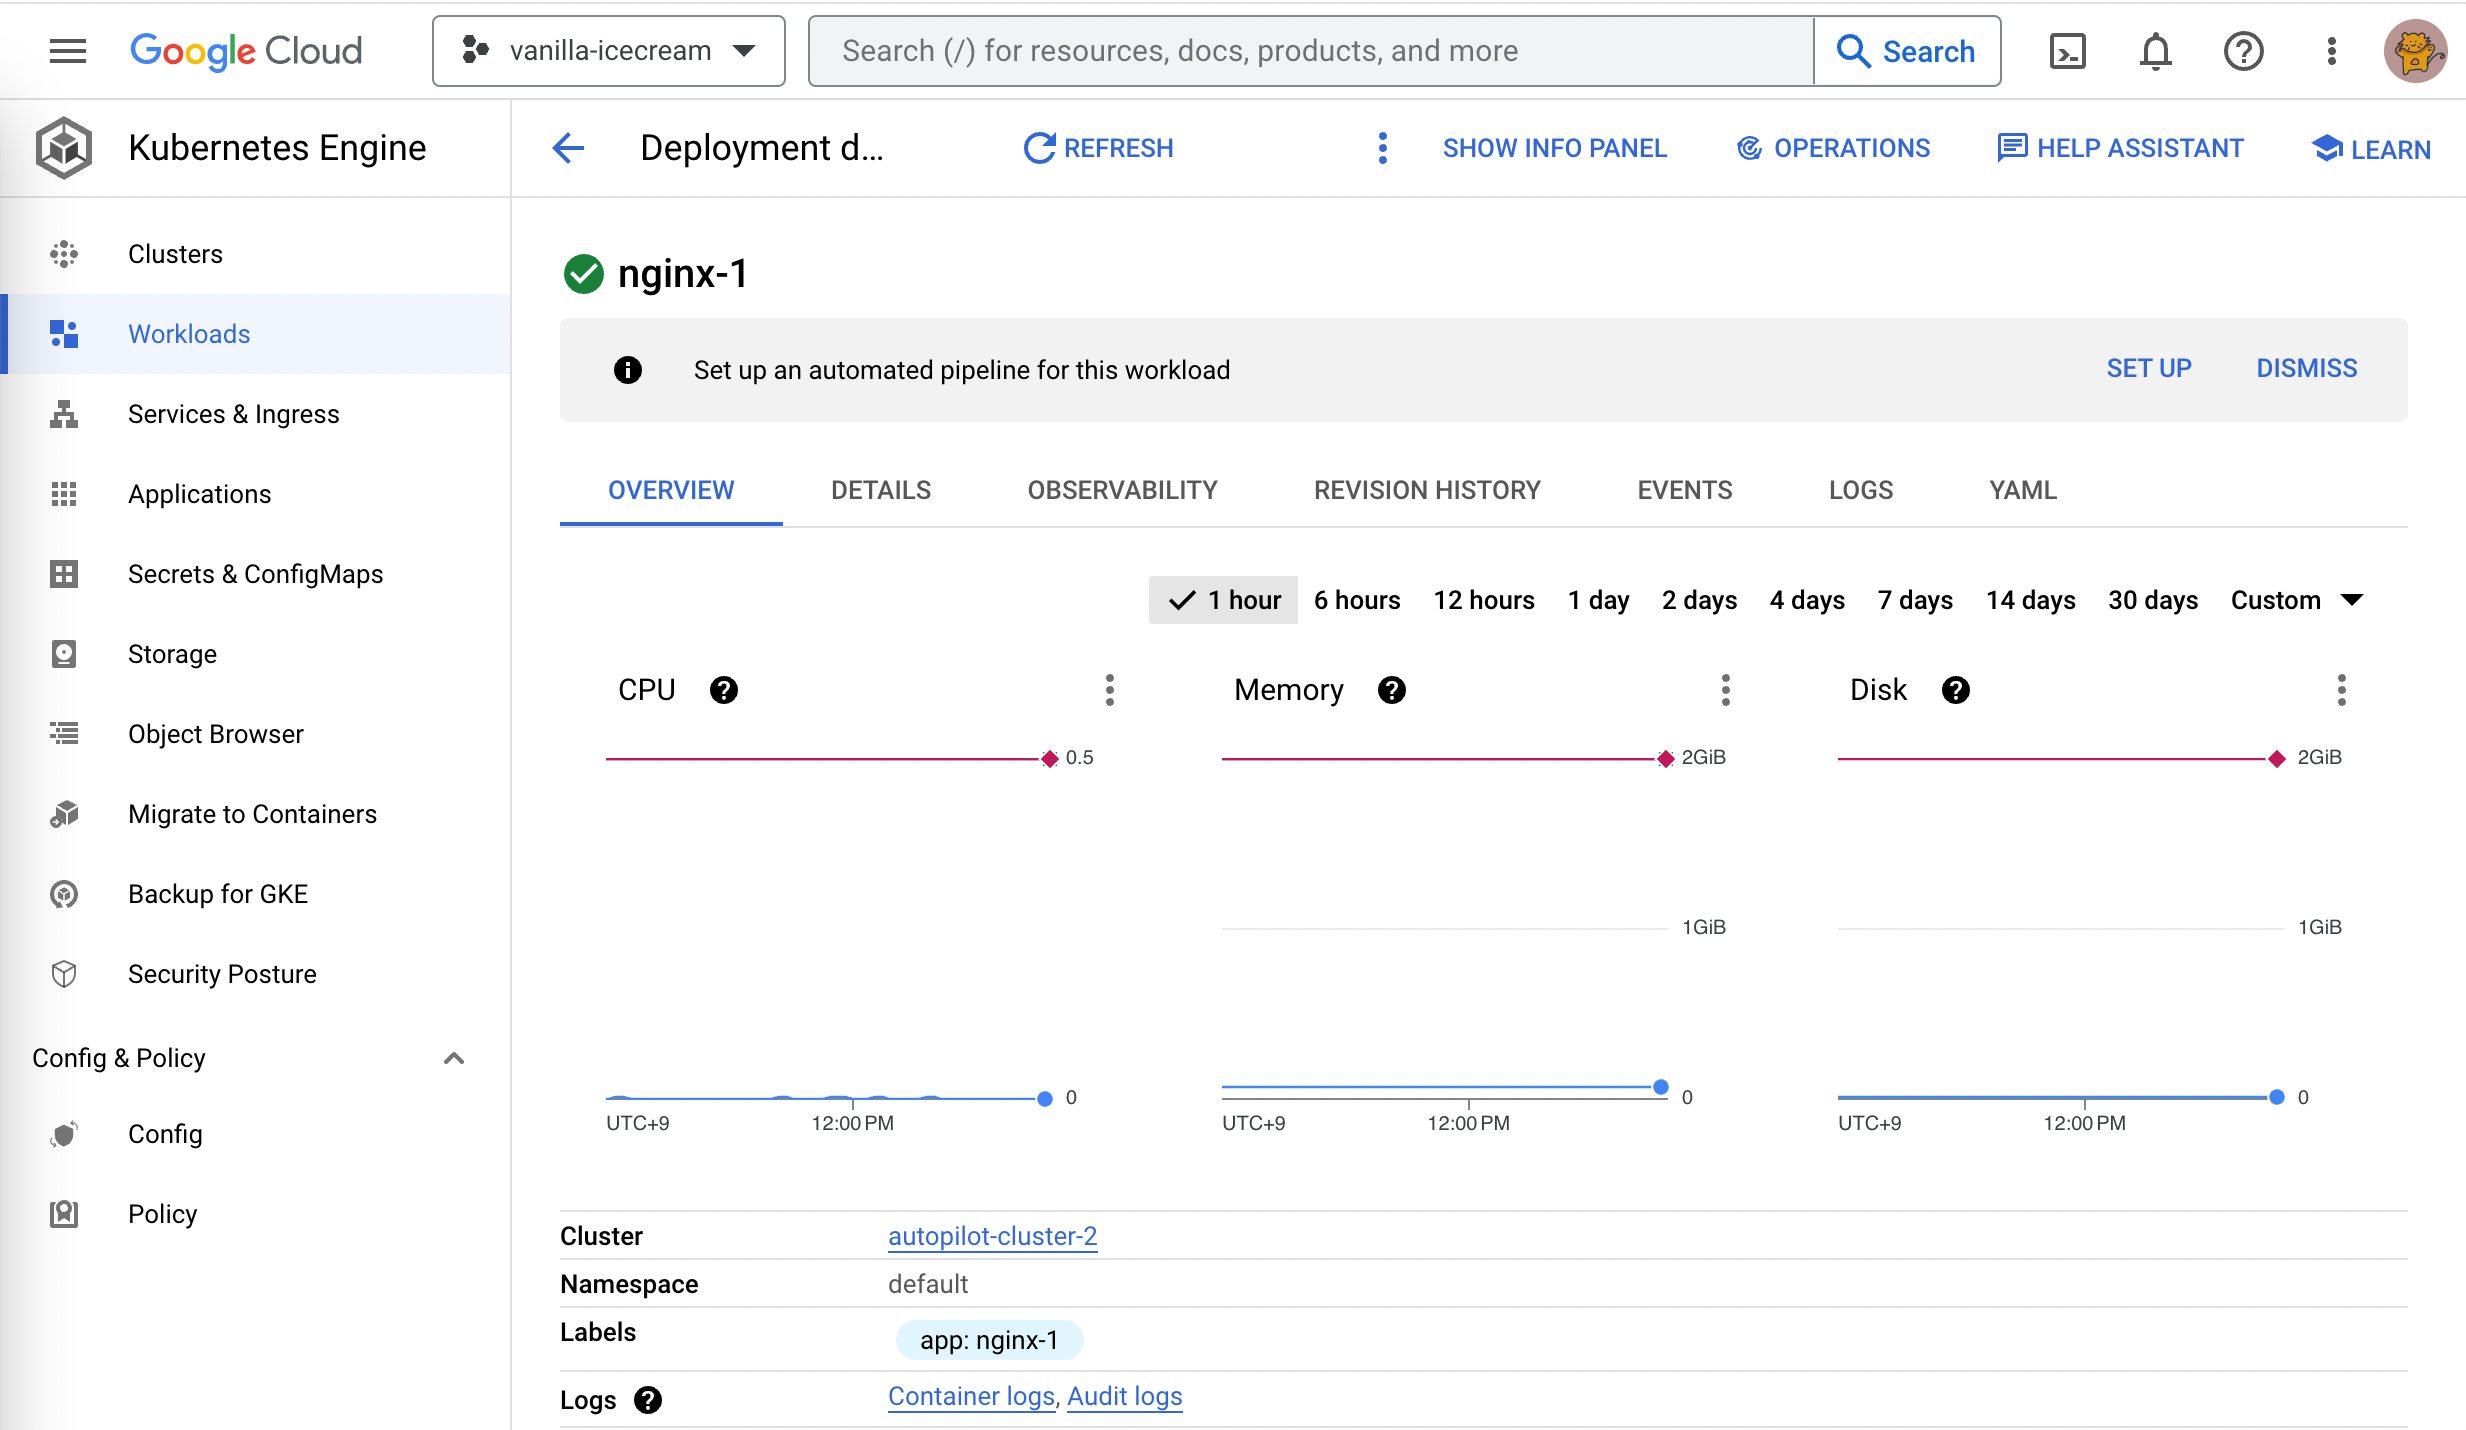 Google Cloud
vanilla-icecream
Search (/) for resources, docs, products, and more
Search
Kubernetes Engine
Deployment d...
REFRESH
SHOW INFO PANEL
OPERATIONS
HELP ASSISTANT
LEARN
Clusters
Workloads
Services & Ingress
Applications
Secrets & ConfigMaps
Storage
Object Browser
Migrate to Containers
Backup for GKE
Security Posture
Config & Policy
Config
Policy
nginx-1
Set up an automated pipeline for this workload
SET UP
DISMISS
OVERVIEW
DETAILS
OBSERVABILITY
REVISION HISTORY
EVENTS
LOGS
YAML
1 hour
6 hours
12 hours
1 day
2 days
4 days
7 days
14 days
30 days
Custom
CPU
0.5
0
UTC+9
12:00 PM
Memory
2GiB
1GiB
0
UTC+9
12:00 PM
Disk
2GiB
1GiB
0
UTC+9
12:00 PM
Cluster
autopilot-cluster-2
Namespace
default
Labels
app: nginx-1
Logs
Container logs, Audit logs